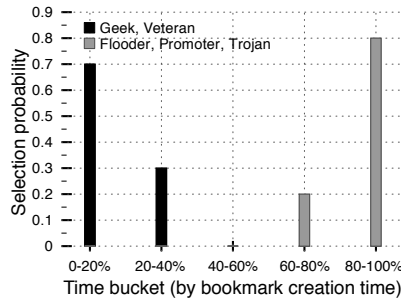 Geek, Veteran
Flooder, Promoter, Trojan
Selection probability
0.9
0.8
0.7
0.6
0.5
0.4
0.3
0.2
0.1
0
0-20% 20-40% 40-60% 60-80% 80-100%
Time bucket (by bookmark creation time)